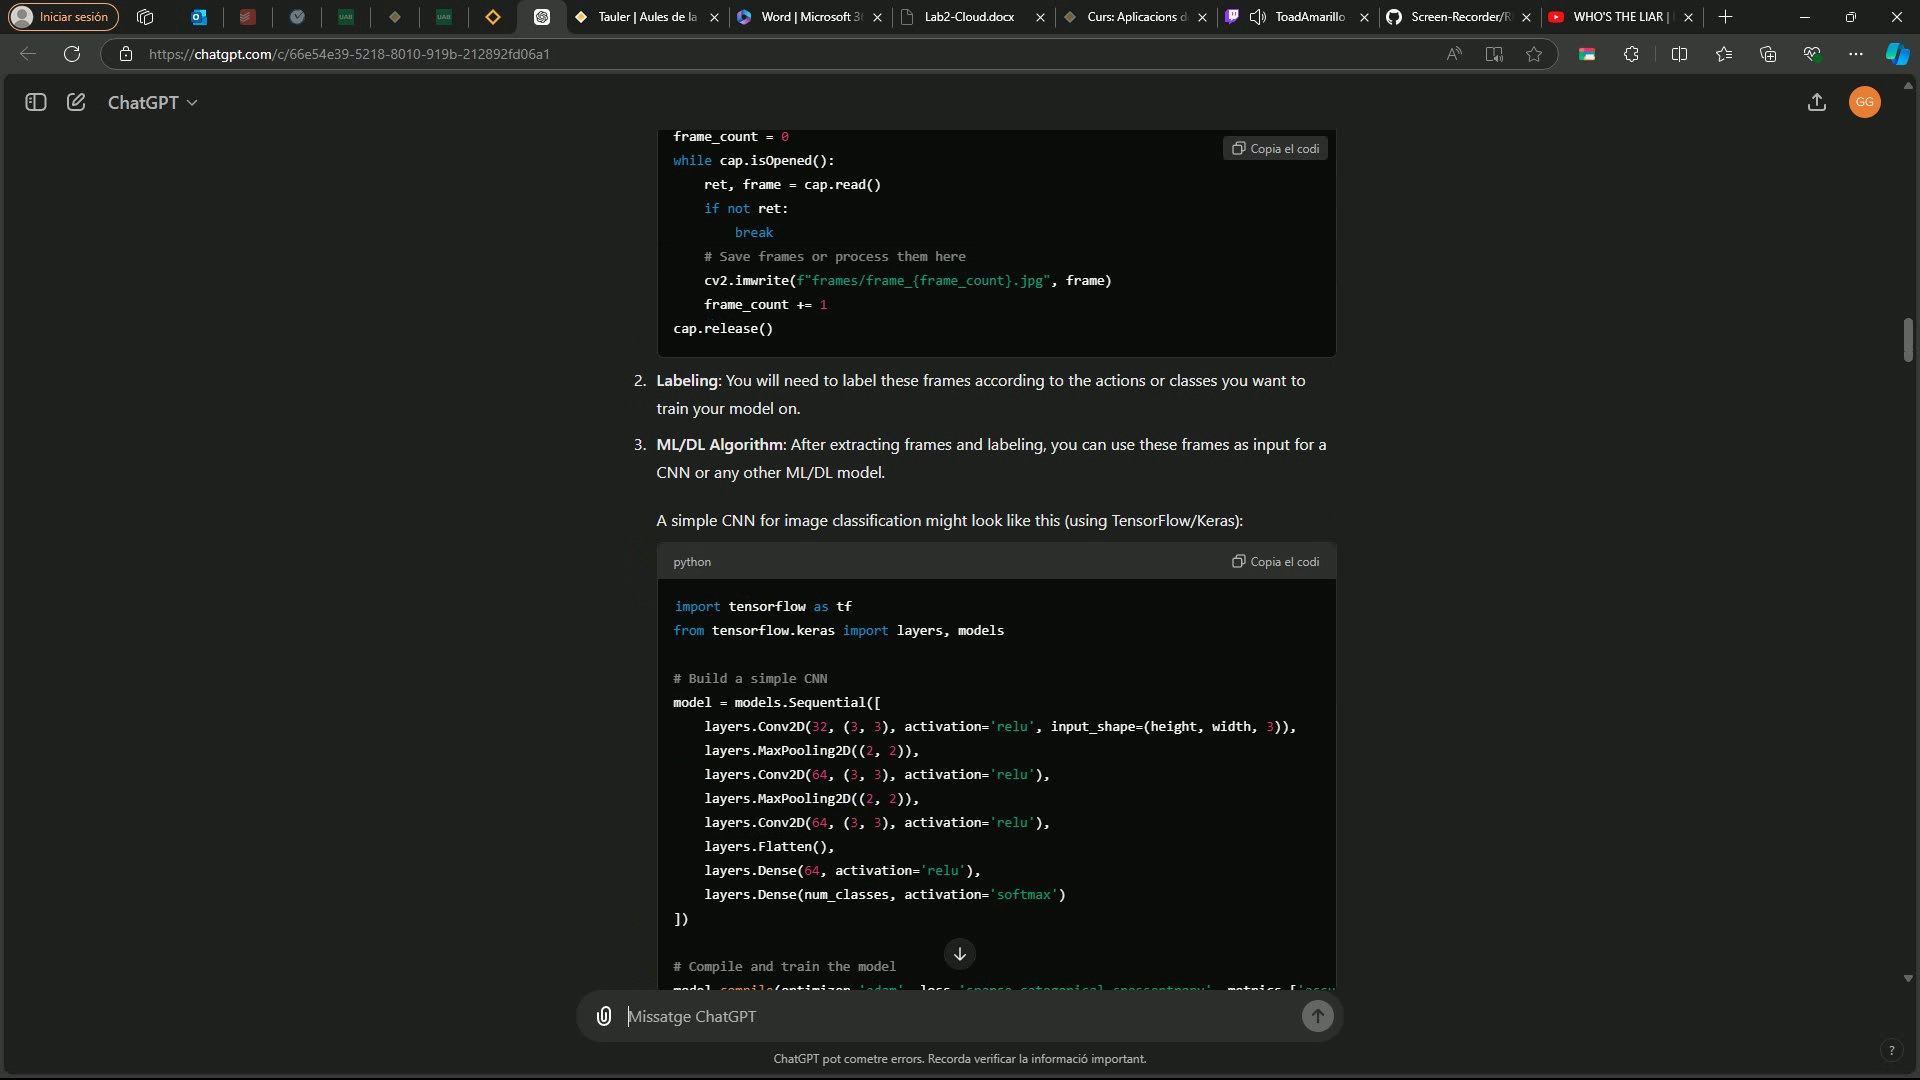 Iniciar sesión
UAB
UAB
Tauler | Aules de la
Word | Microsoft 3
Lab2-Cloud.docx
Curs: Aplicacions d
ToadAmarillo
Screen-Recorder/R
WHO'S THE LIAR |
https://chatgpt.com/c/66e54e39-5218-8010-919b-212892fd06a1
ChatGPT
GG
frame_count = 0
Copia el codi
while cap.isOpened():
ret, frame = cap.read()
if not ret:
break
# Save frames or process them here
cv2.imwrite(f"frames/frame_{frame_count}.jpg", frame)
frame_count += 1
cap.release()
2. Labeling: You will need to label these frames according to the actions or classes you want to
train your model on.
3. ML/DL Algorithm: After extracting frames and labeling, you can use these frames as input for a
CNN or any other ML/DL model.
A simple CNN for image classification might look like this (using TensorFlow/Keras):
python
Copia el codi
import tensorflow as tf
from tensorflow.keras import layers, models
# Build a simple CNN
model = models.Sequential([
layers.Conv2D(32, (3, 3), activation='relu', input_shape=(height, width, 3)),
layers.MaxPooling2D((2, 2)),
layers.Conv2D(64, (3, 3), activation='relu'),
layers.MaxPooling2D((2, 2)),
layers.Conv2D(64, (3, 3), activation='relu'),
layers.Flatten(),
layers.Dense(64, activation='relu'),
layers.Dense(num_classes, activation='softmax')
])
# Compile and train the model
model.compile(optimizer='adam', loss='sparse_categorical_crossentropy', metrics=['accu
Missatge ChatGPT
ChatGPT pot cometre errors. Recorda verificar la informació important.
?